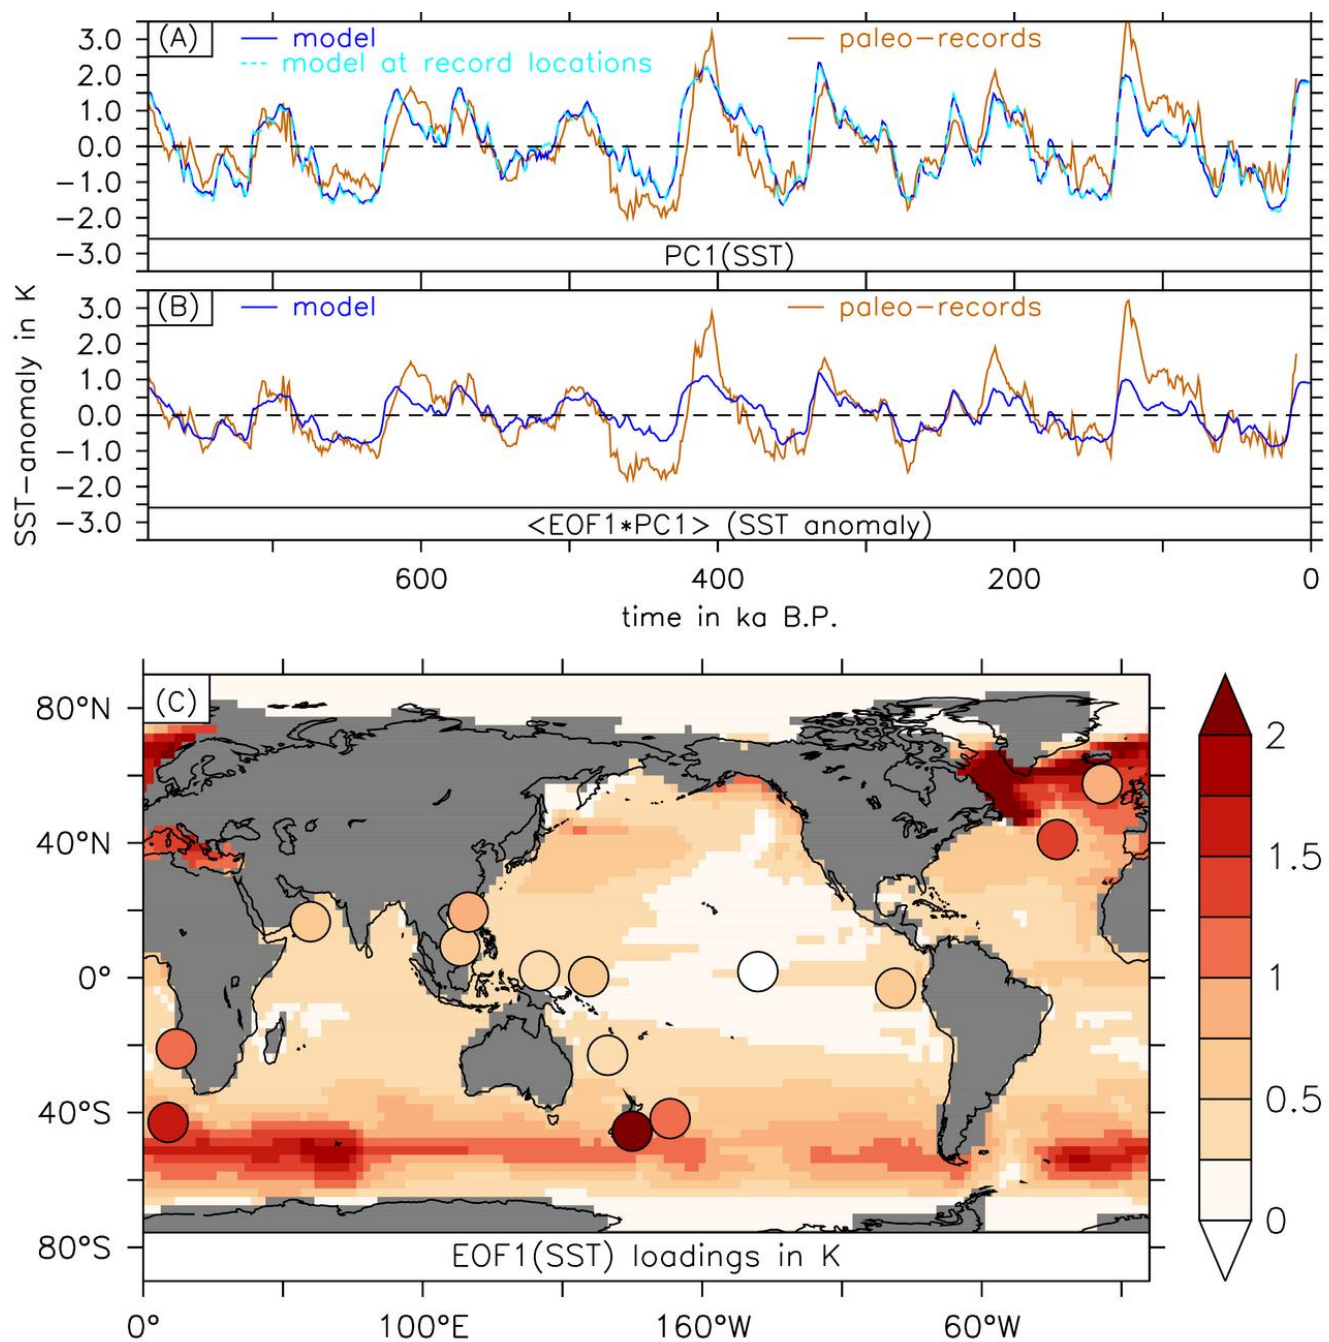 (A)
model
model at record locations
paleo-records
3.0
2.0
1.0
0.0
-1.0
-2.0
-3.0
PC1(SST)
SST-anomaly in K
(B)
model
paleo-records
3.0
2.0
1.0
0.0
-1.0
-2.0
-3.0
<EOF1*PC1> (SST anomaly)
600 400 200 0
time in ka B.P.
(C)
80°N
40°N
0°
40°S
80°S
EOF1(SST) loadings in K
0° 100°E 160°W 60°W
2
1.5
1
0.5
0